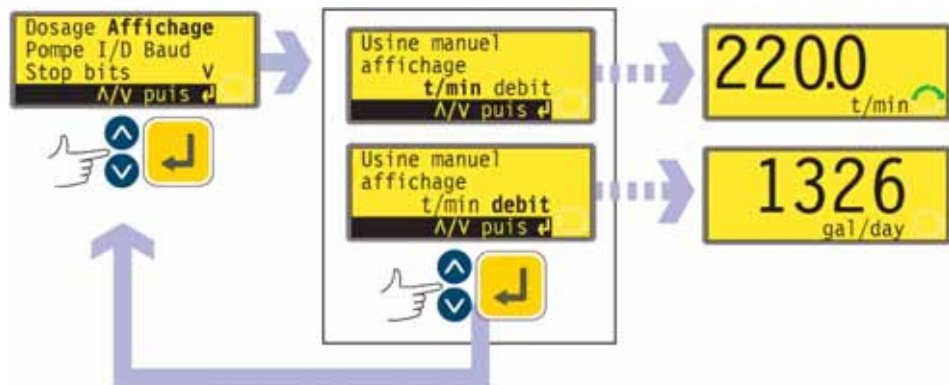 Dosage Affichage
Pompe I/D Baud
Stop bits V
Λ/V puis ↲
Usine manuel
affichage
t/min debit
Λ/V puis ↲
Usine manuel
affichage
t/min debit
Λ/V puis ↲
220.0
t/min
1326
gal/day